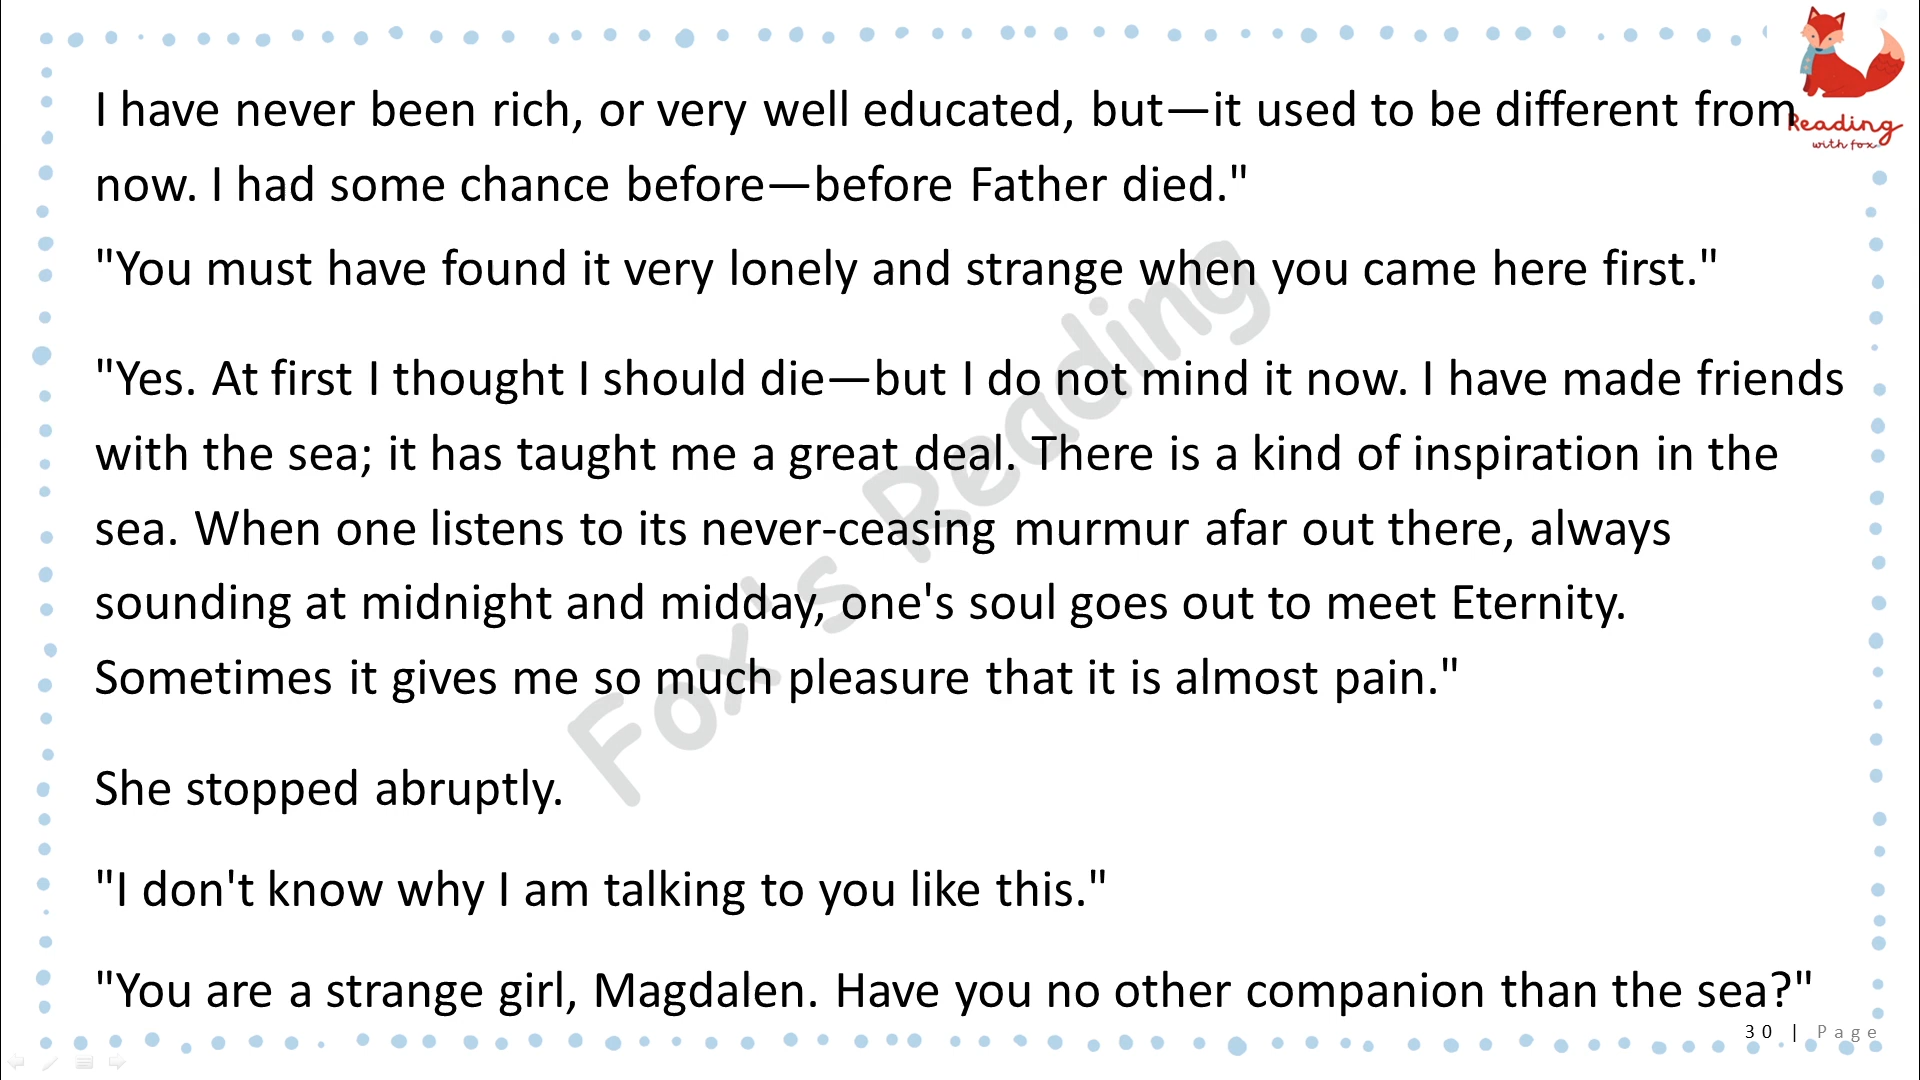 I have never been rich, or very well educated, but—it used to be different from
now. I had some chance before—before Father died."
"You must have found it very lonely and strange when you came here first."
"Yes. At first I thought I should die—but I do not mind it now. I have made friends
with the sea; it has taught me a great deal. There is a kind of inspiration in the
sea. When one listens to its never-ceasing murmur afar out there, always
sounding at midnight and midday, one's soul goes out to meet Eternity.
Sometimes it gives me so much pleasure that it is almost pain."
She stopped abruptly.
"I don't know why I am talking to you like this."
"You are a strange girl, Magdalen. Have you no other companion than the sea?"
30 | Page
Reading
with fox
Fox's Reading